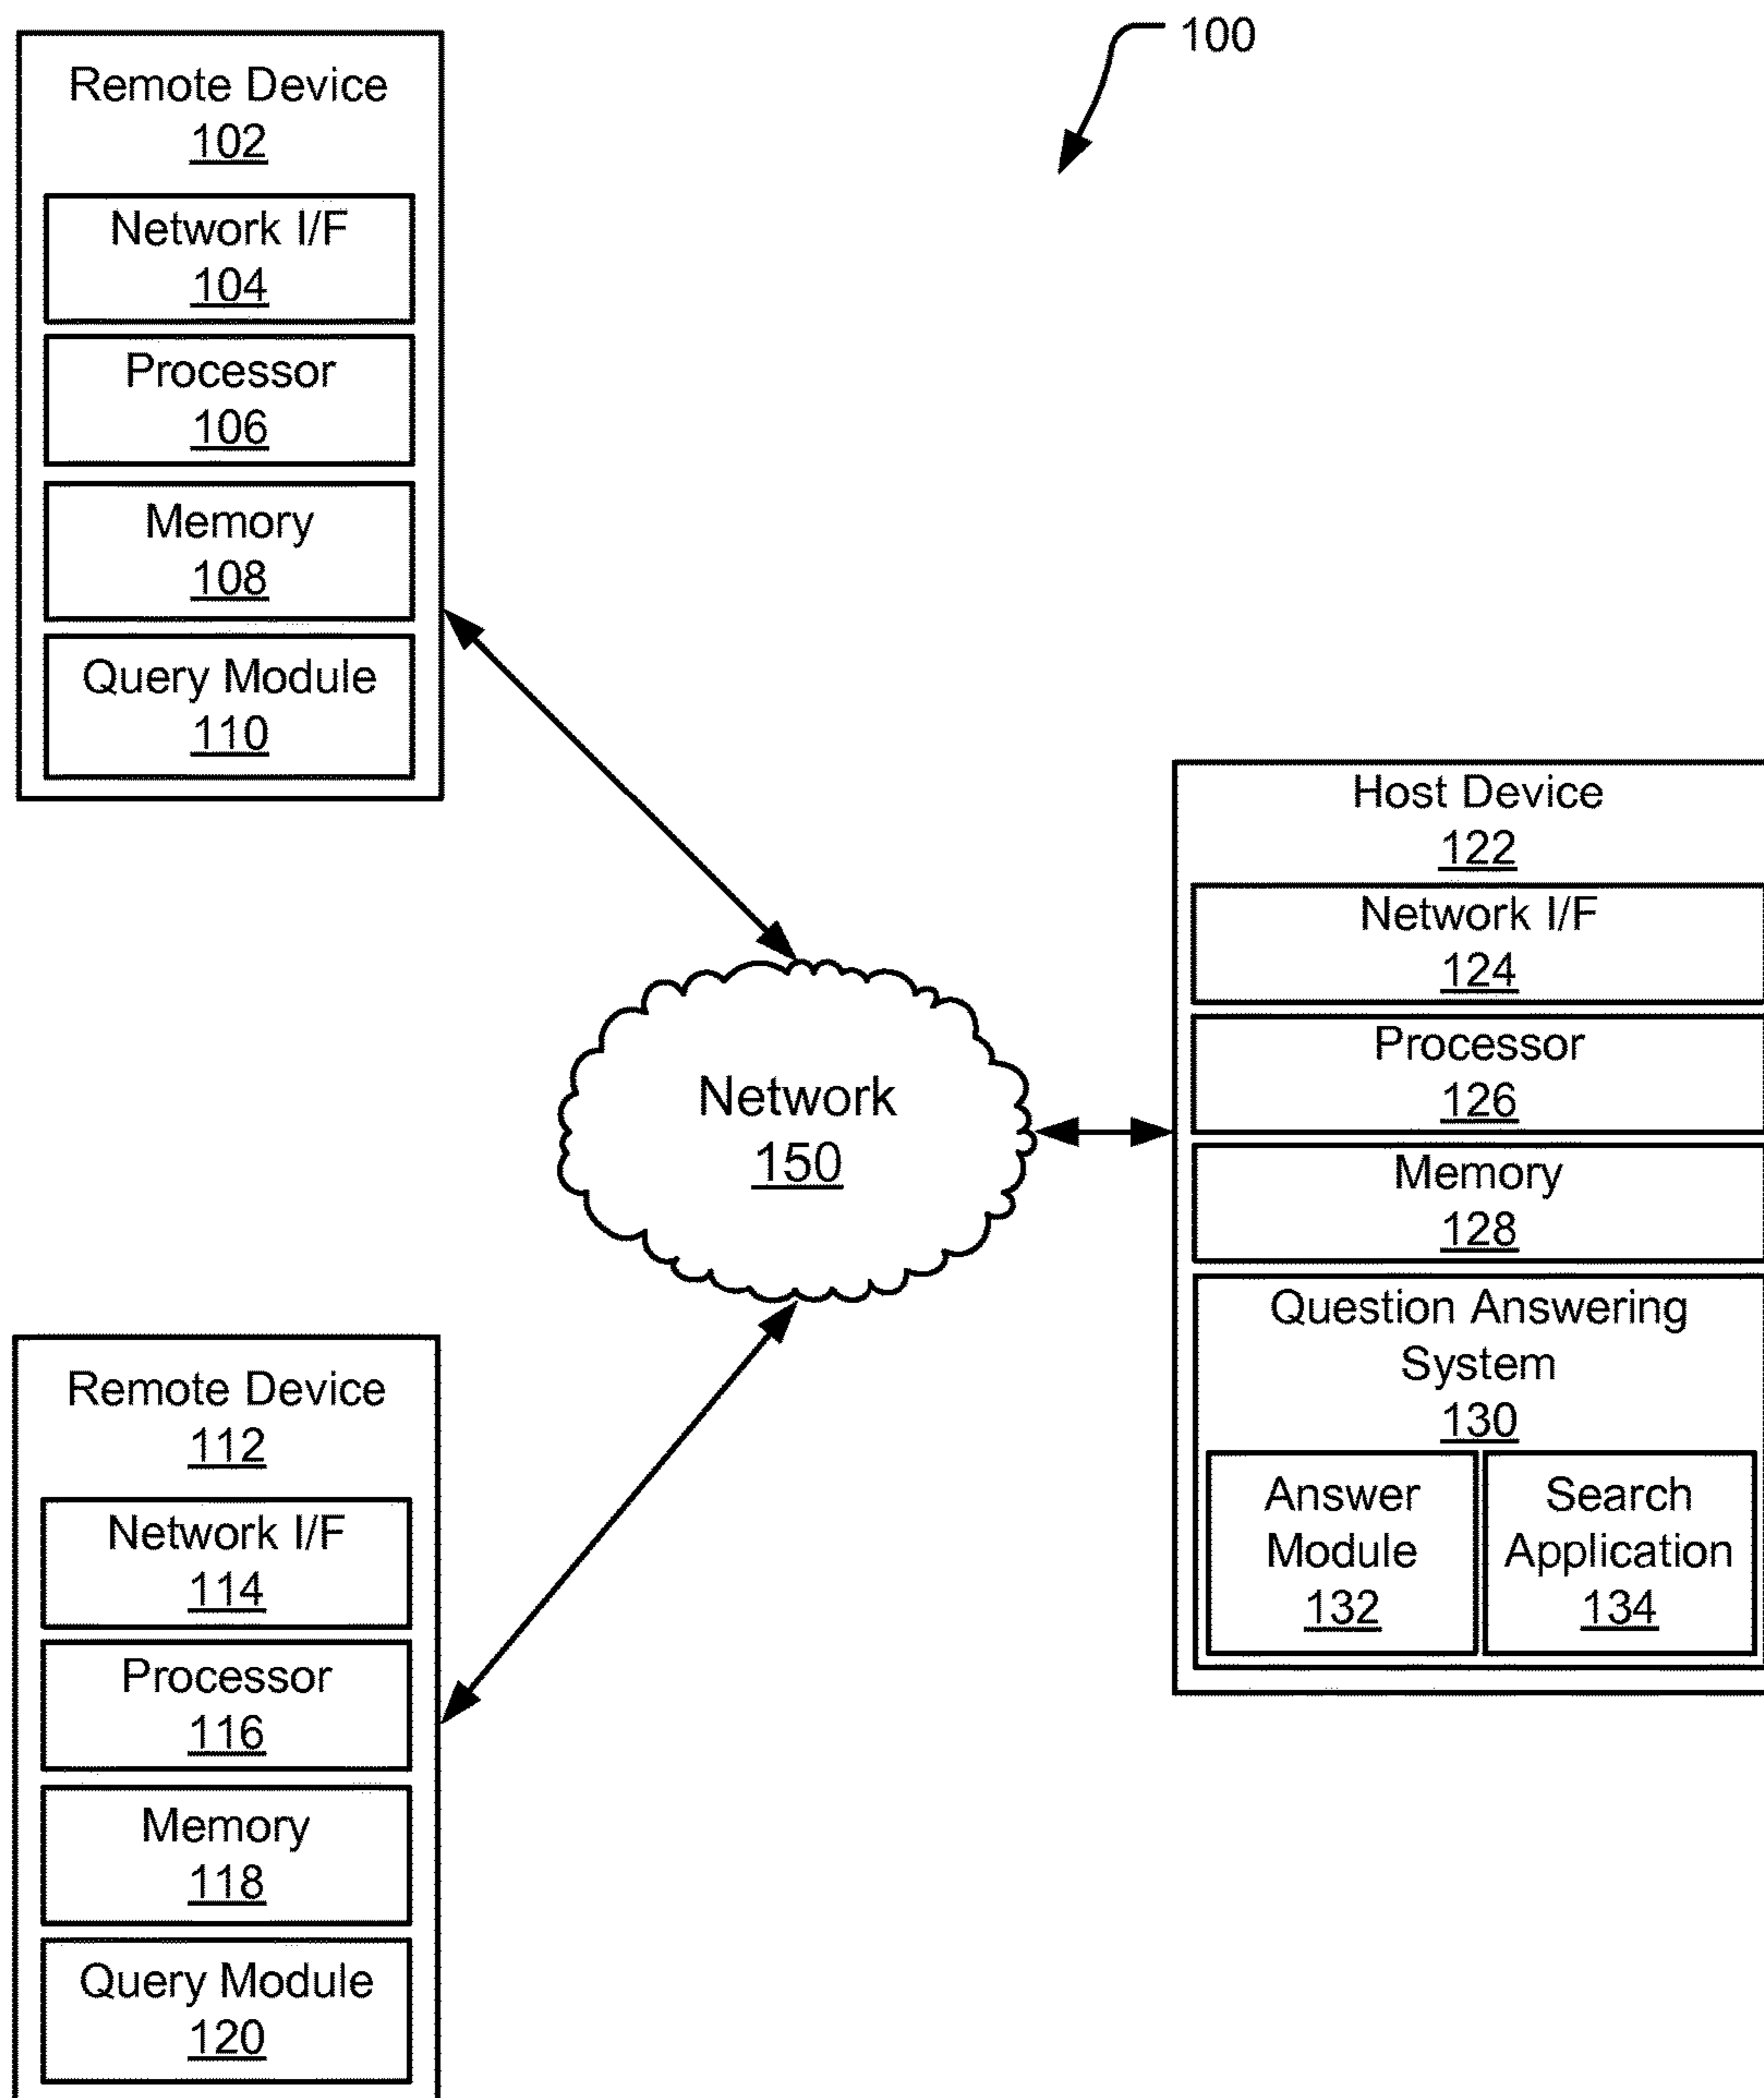 100
Remote Device
102
Network I/F
104
Processor
106
Memory
108
Query Module
110
Host Device
122
Network I/F
124
Processor
126
Memory
128
Question Answering
System
130
Answer
Module
132
Search
Application
134
Network
150
Remote Device
112
Network I/F
114
Processor
116
Memory
118
Query Module
120